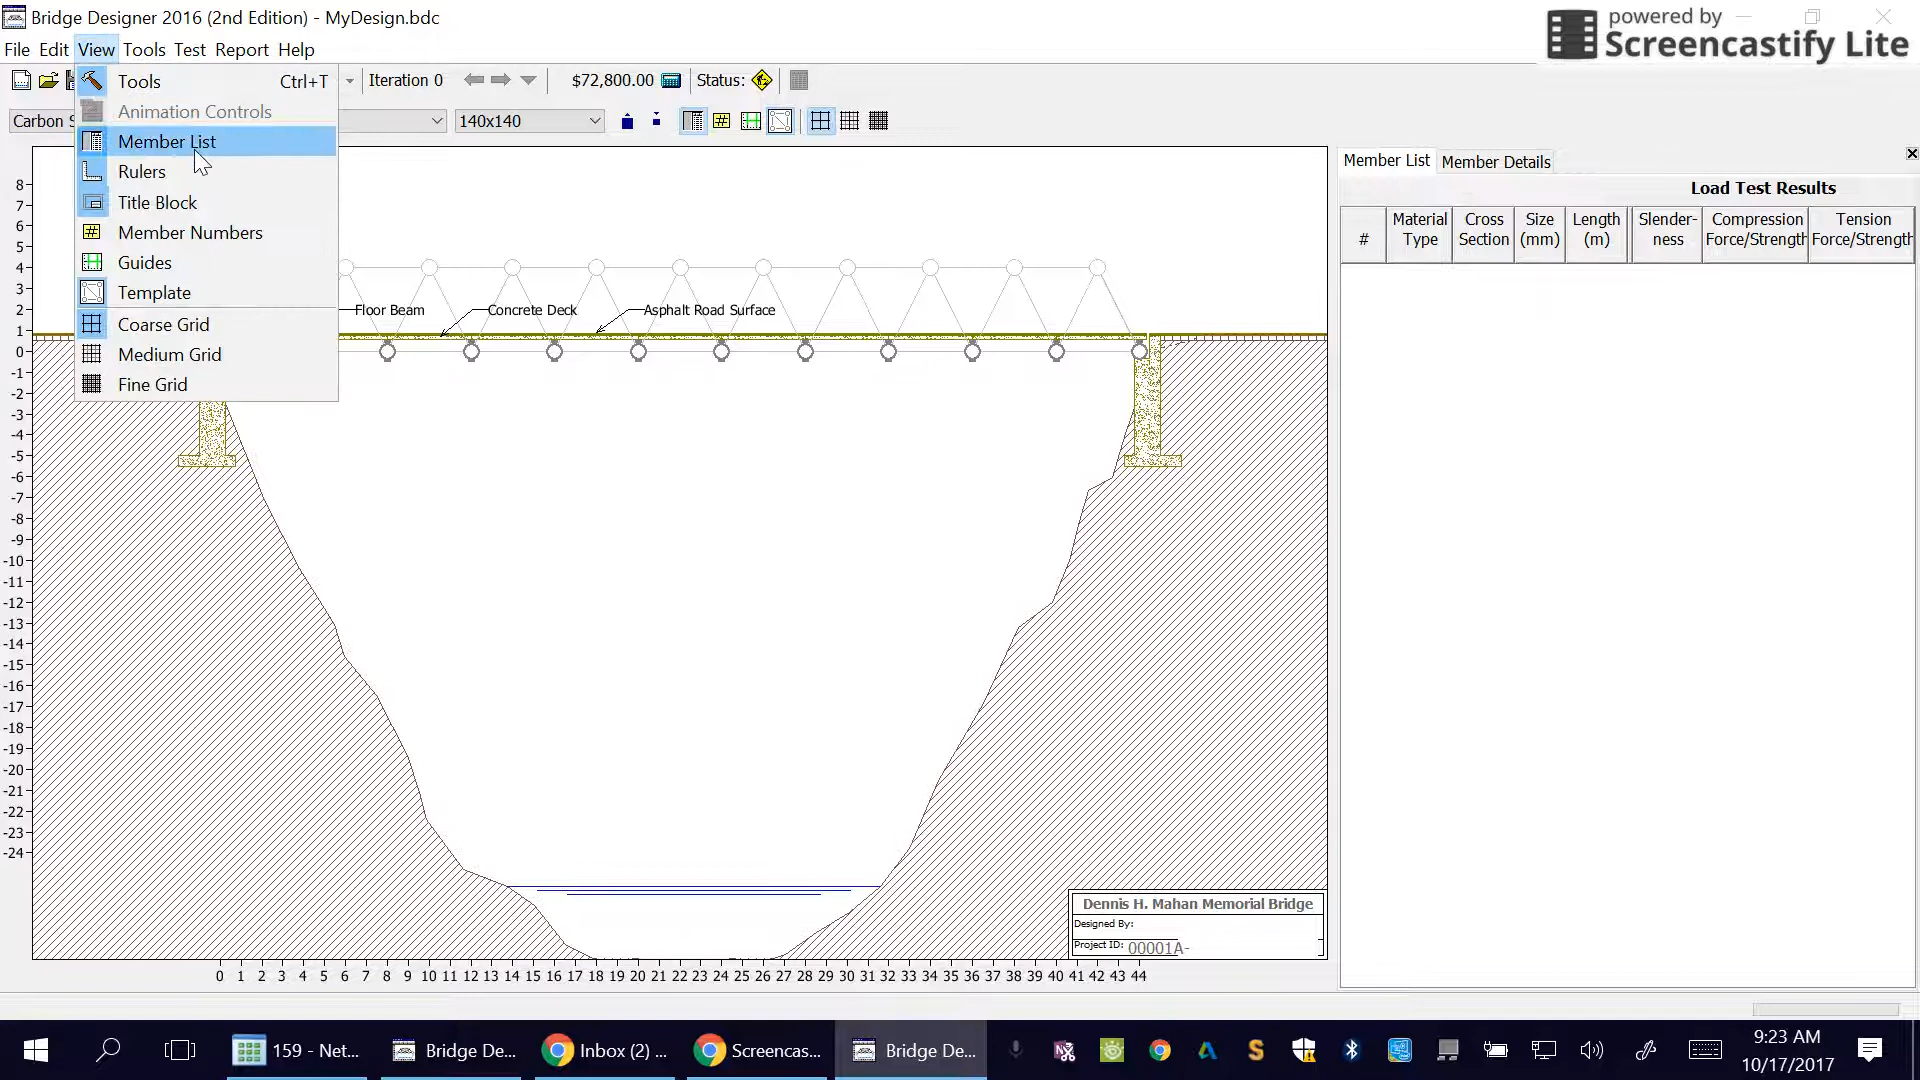 Bridge Designer 2016 (2nd Edition) - MyDesign.bdc
powered by
Screencastify Lite
File Edit View Tools Test Report Help
Tools Ctrl+T
Iteration 0
$72,800.00
Status:
Animation Controls
Carbon S
140x140
Member List
Rulers
Title Block
Member Numbers
Guides
Template
Coarse Grid
Medium Grid
Fine Grid
Member List
Member Details
Load Test Results
#
Material Type
Cross Section
Size (mm)
Length (m)
Slender-ness
Compression Force/Strength
Tension Force/Strength
Floor Beam
Concrete Deck
Asphalt Road Surface
8
7
6
5
4
3
2
1
0
-1
-2
-3
-4
-5
-6
-7
-8
-9
-10
-11
-12
-13
-14
-15
-16
-17
-18
-19
-20
-21
-22
-23
-24
Dennis H. Mahan Memorial Bridge
Designed By:
Project ID: 00001A-
0 1 2 3 4 5 6 7 8 9 10 11 12 13 14 15 16 17 18 19 20 21 22 23 24 25 26 27 28 29 30 31 32 33 34 35 36 37 38 39 40 41 42 43 44
159 - Net...
Bridge De...
Inbox (2) ...
Screencas...
Bridge De...
9:23 AM
10/17/2017